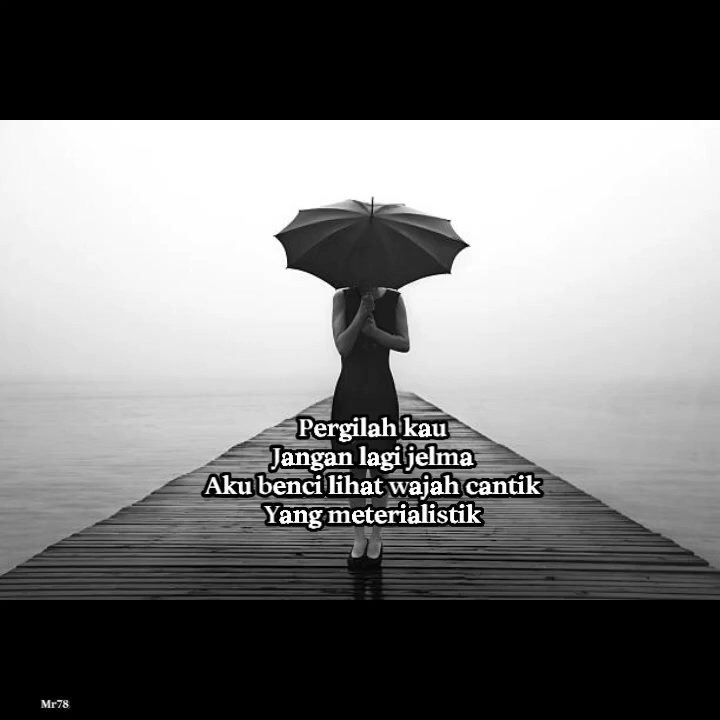 Pergilah kau
Jangan lagi jelma
Aku benci lihat wajah cantik
Yang meterialistik
Mr78